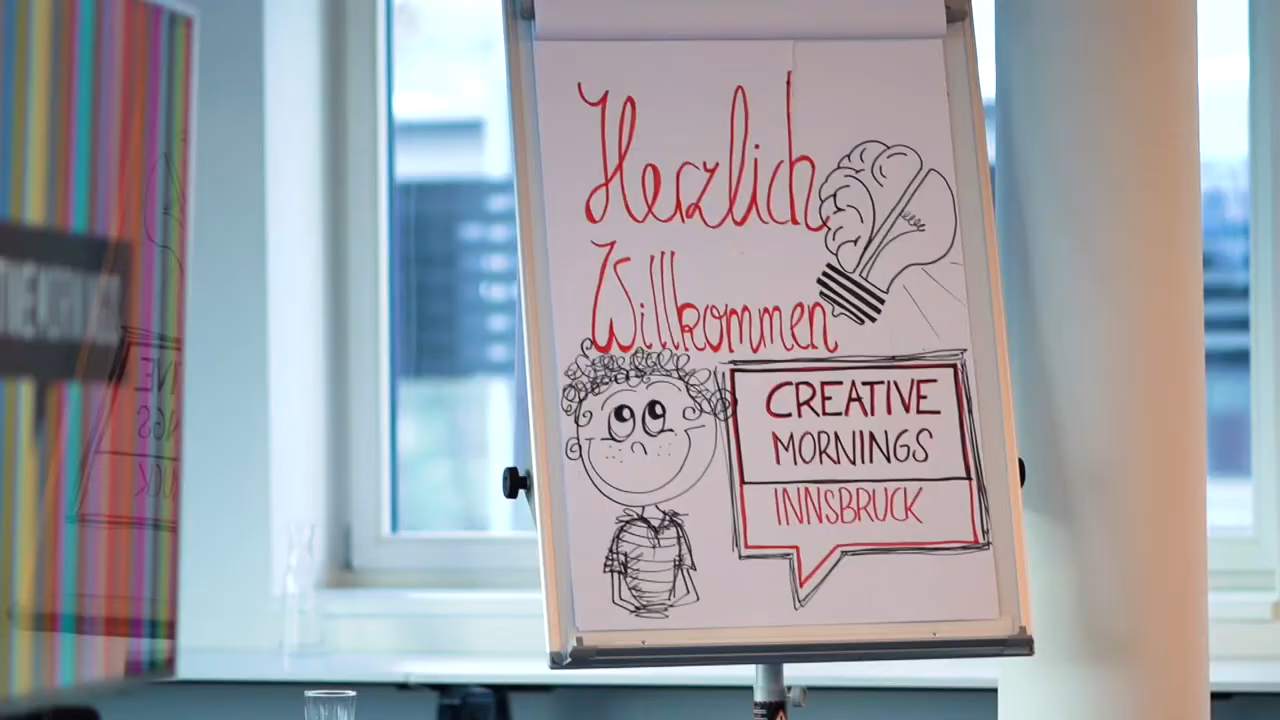 Herzlich
Willkommen
CREATIVE
MORNINGS
INNSBRUCK